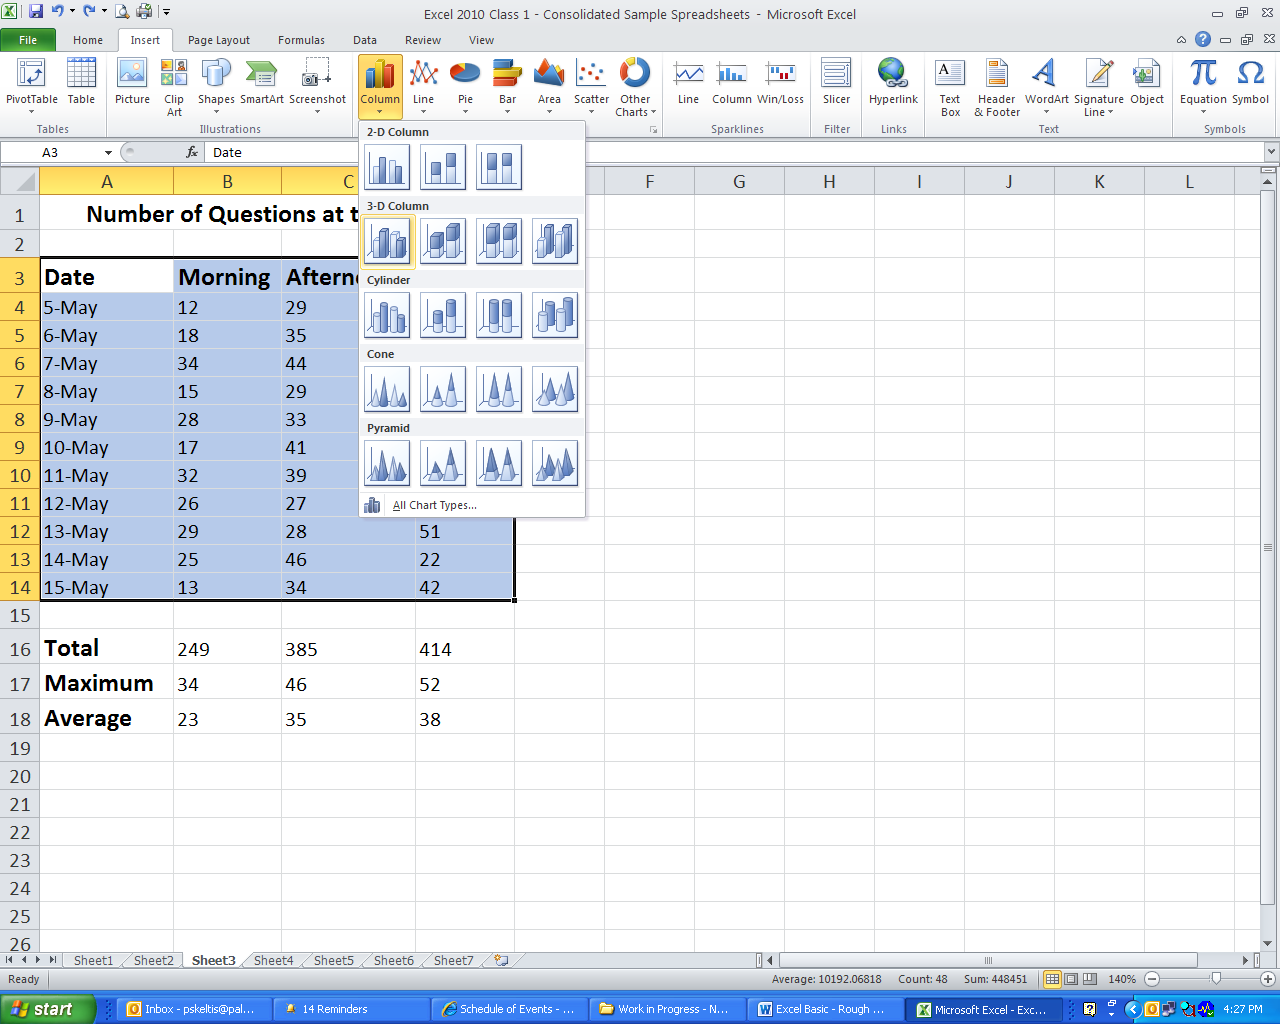 Excel 2010 Class 1 - Consolidated Sample Spreadsheets - Microsoft Excel
File Home Insert Page Layout Formulas Data Review View
PivotTable Table Picture Clip Art Shapes SmartArt Screenshot Column Line Pie Bar Area Scatter Other Charts Line Column Win/Loss Slicer Hyperlink Text Box Header & Footer WordArt Signature Line Object Equation Symbol
Tables Illustrations Sparklines Filter Links Text Symbols
A3 fx Date
2-D Column
3-D Column
Cylinder
Cone
Pyramid
All Chart Types...
A B C F G H I J K L
1 Number of Questions at t
2
3 Date Morning Afterno
4 5-May 12 29
5 6-May 18 35
6 7-May 34 44
7 8-May 15 29
8 9-May 28 33
9 10-May 17 41
10 11-May 32 39
11 12-May 26 27
12 13-May 29 28 51
13 14-May 25 46 22
14 15-May 13 34 42
15
16 Total 249 385 414
17 Maximum 34 46 52
18 Average 23 35 38
19
20
21
22
23
24
25
26
Sheet1 Sheet2 Sheet3 Sheet4 Sheet5 Sheet6 Sheet7
Ready Average: 10192.06818 Count: 48 Sum: 448451 140%
start Inbox - pskeltis@pal... 14 Reminders Schedule of Events - ... Work in Progress - N... Excel Basic - Rough ... Microsoft Excel - Exc... 4:27 PM